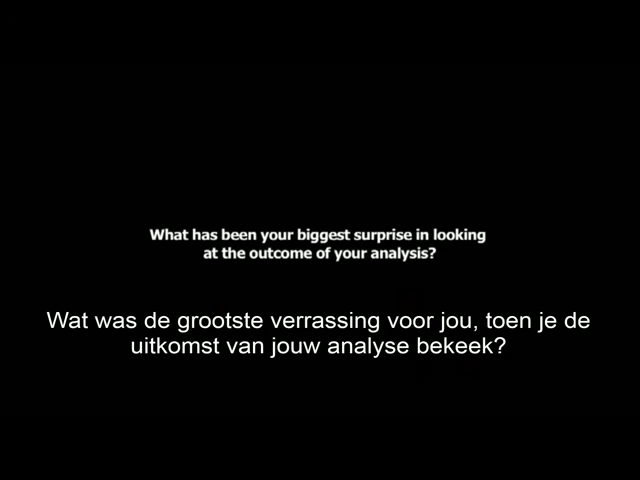 What has been your biggest surprise in looking
at the outcome of your analysis?
Wat was de grootste verrassing voor jou, toen je de
uitkomst van jouw analyse bekeek?